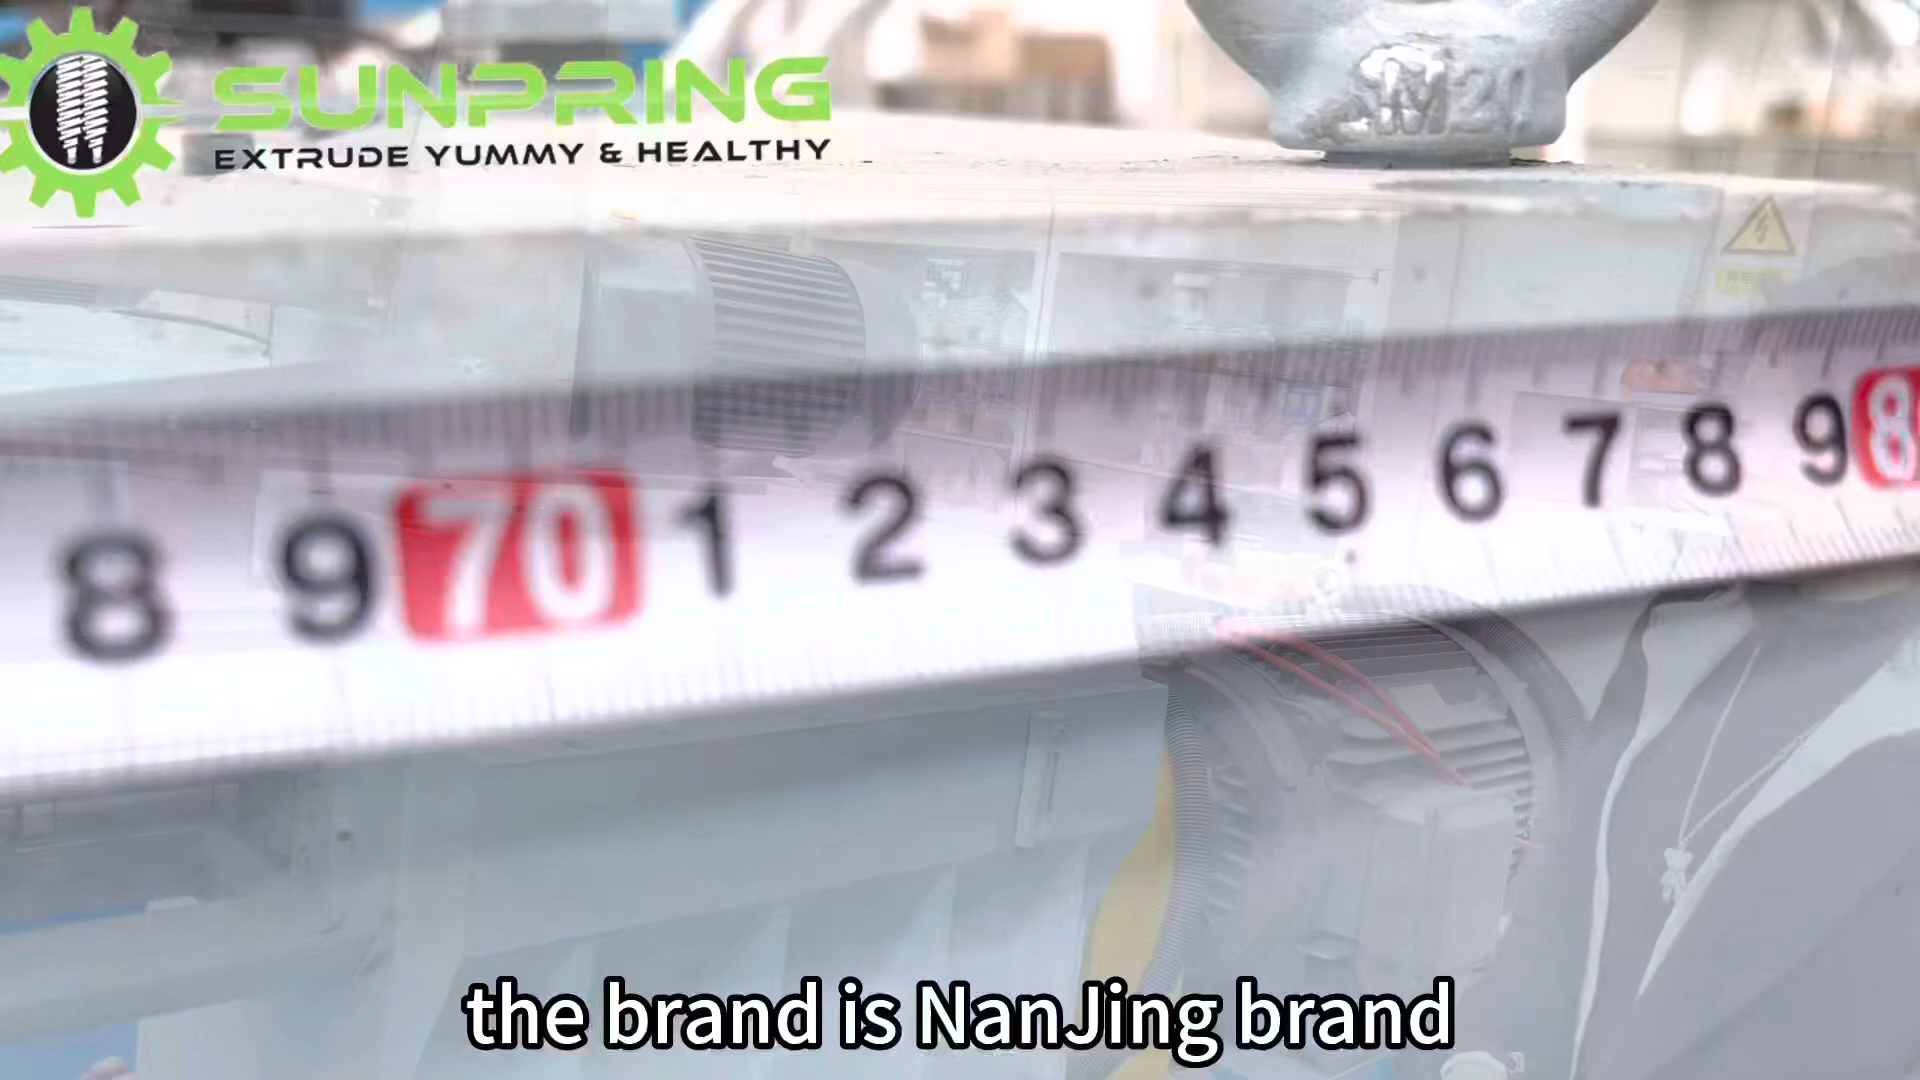 SUNPRING
EXTRUDE YUMMY & HEALTHY
M20
8 9 70 1 2 3 4 5 6 7 8 9 8
the brand is NanJing brand